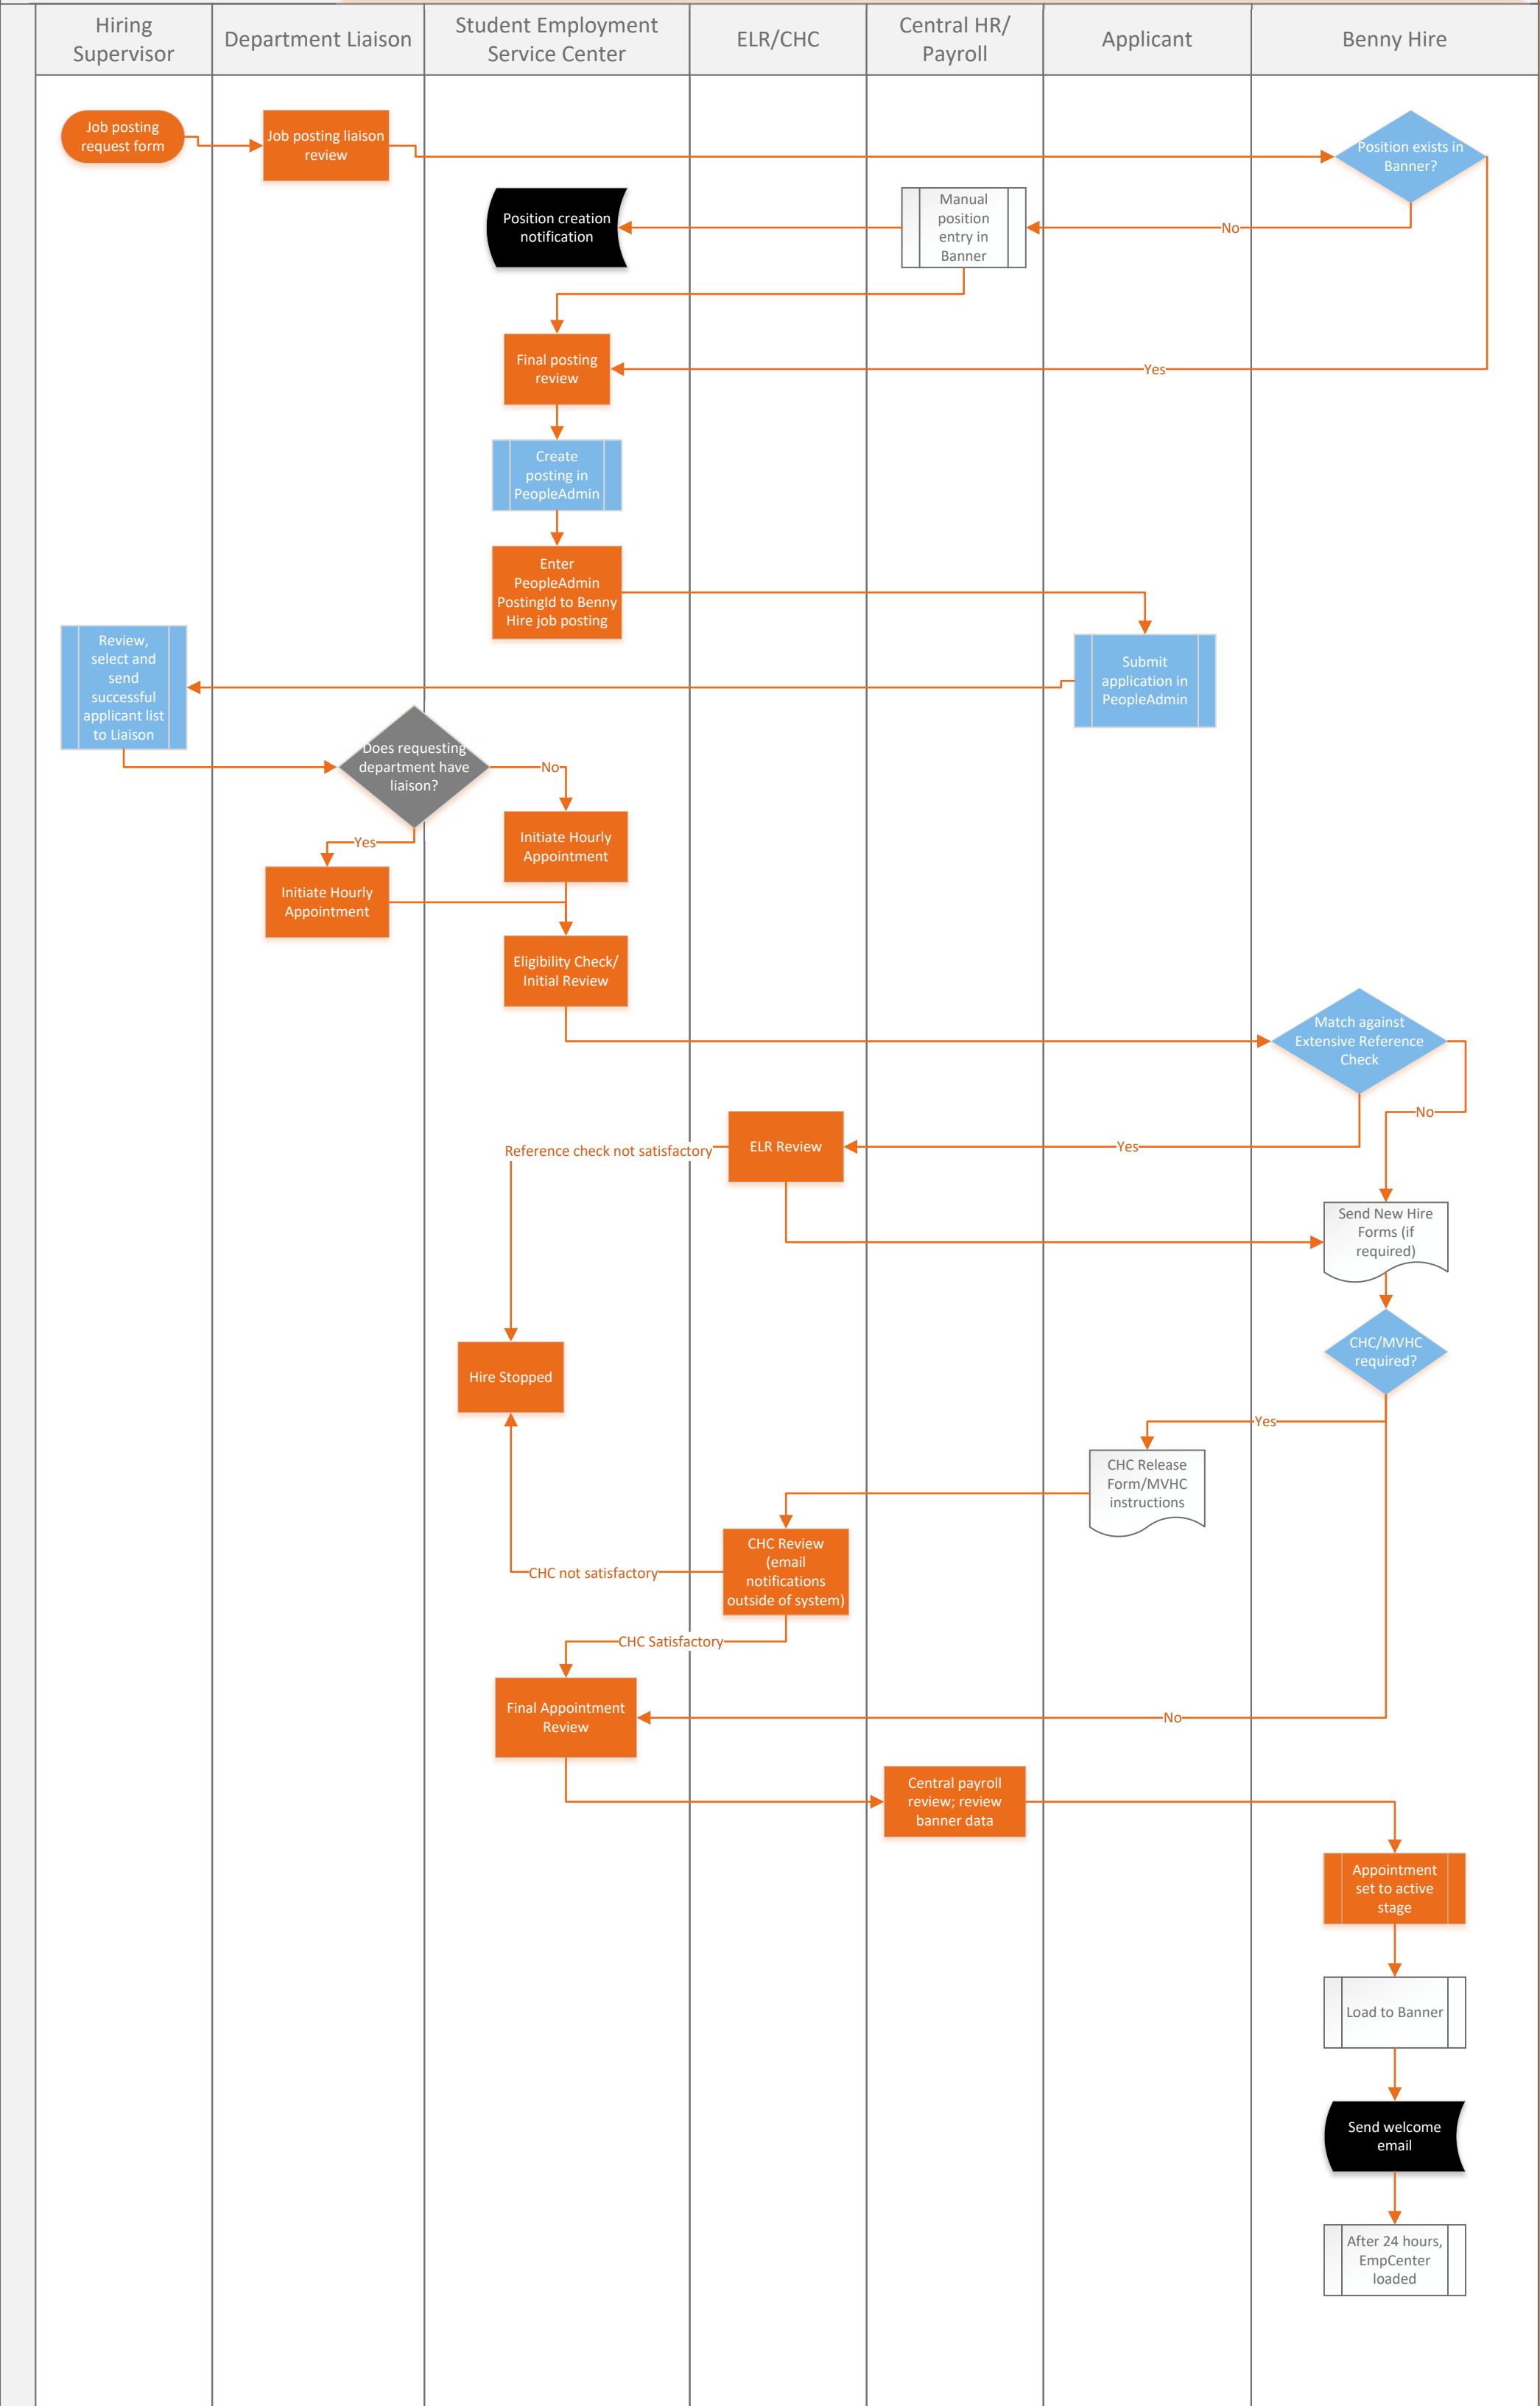 Hiring
Supervisor
Department Liaison
Student Employment
Service Center
ELR/CHC
Central HR/
Payroll
Applicant
Benny Hire
Job posting
request form
Job posting liaison
review
Position exists in
Banner?
No
Manual
position
entry in
Banner
Position creation
notification
Final posting
review
Yes
Create
posting in
PeopleAdmin
Enter
PeopleAdmin
PostingId to Benny
Hire job posting
Submit
application in
PeopleAdmin
Review,
select and
send
successful
applicant list
to Liaison
Does requesting
department have
liaison?
No
Yes
Initiate Hourly
Appointment
Initiate Hourly
Appointment
Eligibility Check/
Initial Review
Match against
Extensive Reference
Check
No
Yes
ELR Review
Reference check not satisfactory
Send New Hire
Forms (if
required)
CHC/MVHC
required?
Hire Stopped
Yes
CHC Release
Form/MVHC
instructions
CHC Review
(email
notifications
outside of system)
CHC not satisfactory
CHC Satisfactory
Final Appointment
Review
No
Central payroll
review; review
banner data
Appointment
set to active
stage
Load to Banner
Send welcome
email
After 24 hours,
EmpCenter
loaded